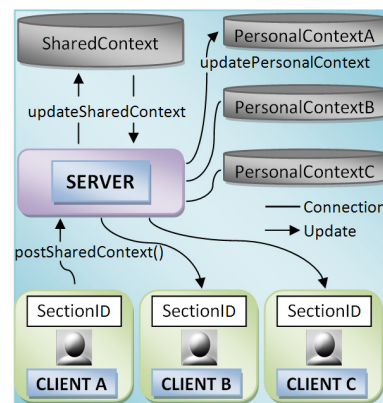 SharedContext
PersonalContextA
updatePersonalContext
updateSharedContext
PersonalContextB
PersonalContextC
SERVER
Connection
Update
postSharedContext()
SectionID
SectionID
SectionID
CLIENT A
CLIENT B
CLIENT C